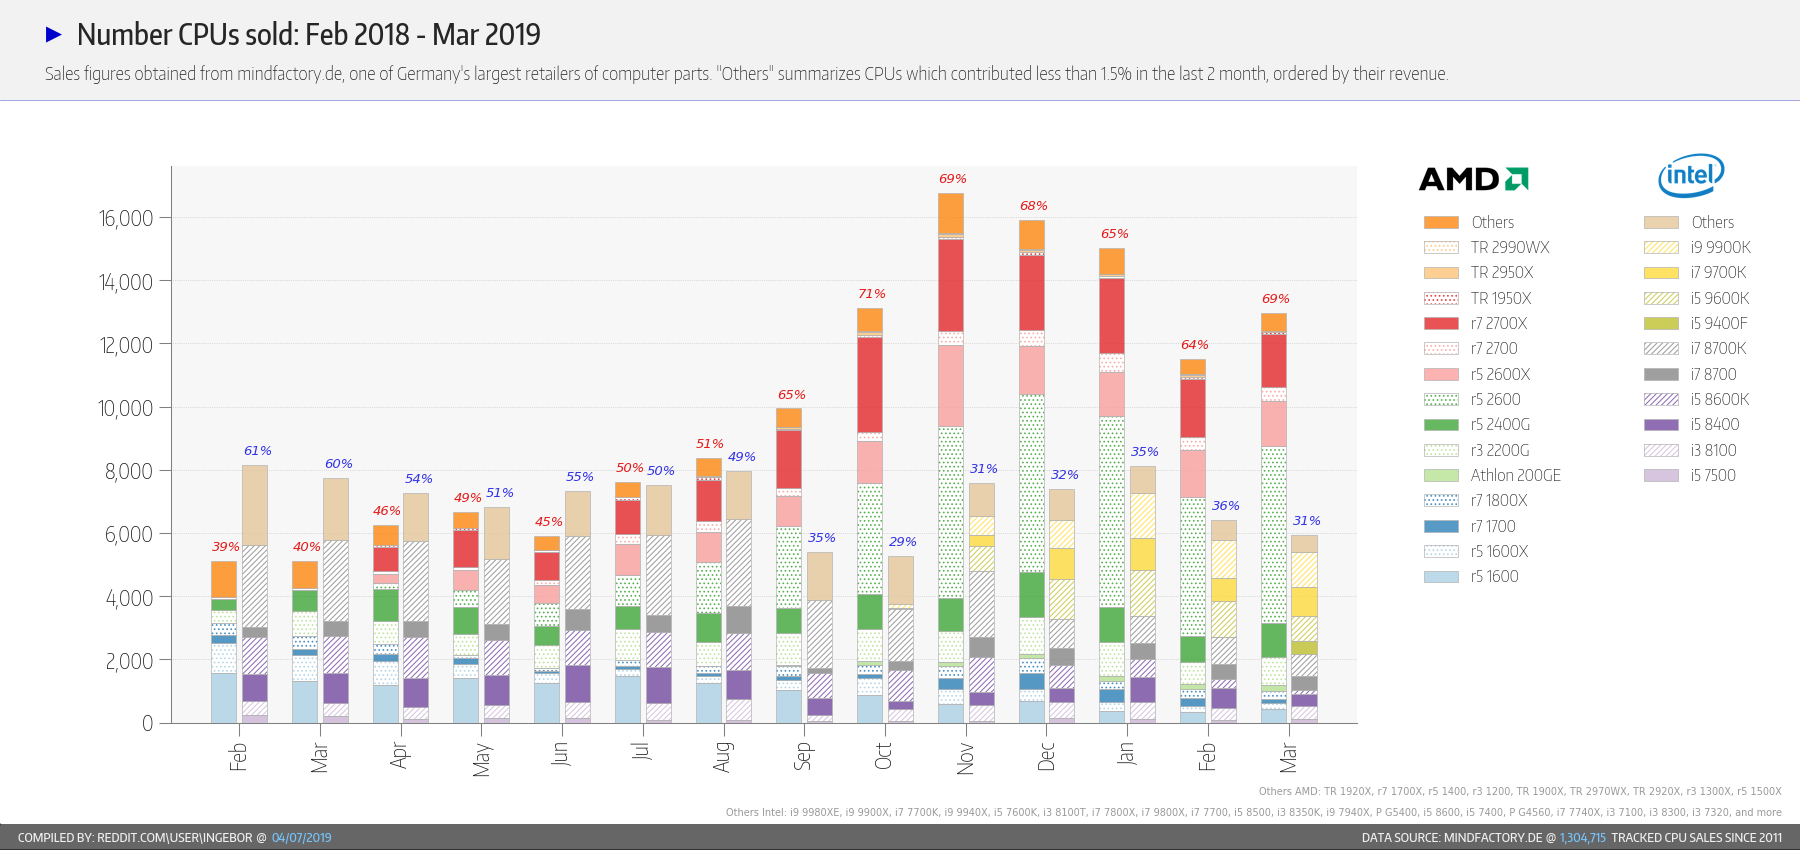 ► Number CPUs sold: Feb 2018 - Mar 2019
Sales figures obtained from mindfactory.de, one of Germany's largest retailers of computer parts. "Others" summarizes CPUs which contributed less than 1.5% in the last 2 month, ordered by their revenue.
16,000
14,000
12,000
10,000
8,000
6,000
4,000
2,000
0
39% 61%
40% 60%
46% 54%
49% 51%
45% 55%
50% 50%
51% 49%
65% 35%
71% 29%
69% 31%
68% 32%
65% 35%
64% 36%
69% 31%
Feb Mar Apr May Jun Jul Aug Sep Oct Nov Dec Jan Feb Mar
AMD
Others
TR 2990WX
TR 2950X
TR 1950X
r7 2700X
r7 2700
r5 2600X
r5 2600
r5 2400G
r3 2200G
Athlon 200GE
r7 1800X
r7 1700
r5 1600X
r5 1600
intel
Others
i9 9900K
i7 9700K
i5 9600K
i5 9400F
i7 8700K
i7 8700
i5 8600K
i5 8400
i3 8100
i5 7500
Others AMD: TR 1920X, r7 1700X, r5 1400, r3 1200, TR 1900X, TR 2970WX, TR 2920X, r3 1300X, r5 1500X
Others Intel: i9 9980XE, i9 9900X, i7 7700K, i9 9940X, i5 7600K, i3 8100T, i7 7800X, i7 9800X, i7 7700, i5 8500, i3 8350K, i9 7940X, P G5400, i5 8600, i5 7400, P G4560, i7 7740X, i3 7100, i3 8300, i3 7320, and more
COMPILED BY: REDDIT.COM\USER\INGEBOR @ 04/07/2019
DATA SOURCE: MINDFACTORY.DE @ 1,304,715 TRACKED CPU SALES SINCE 2011